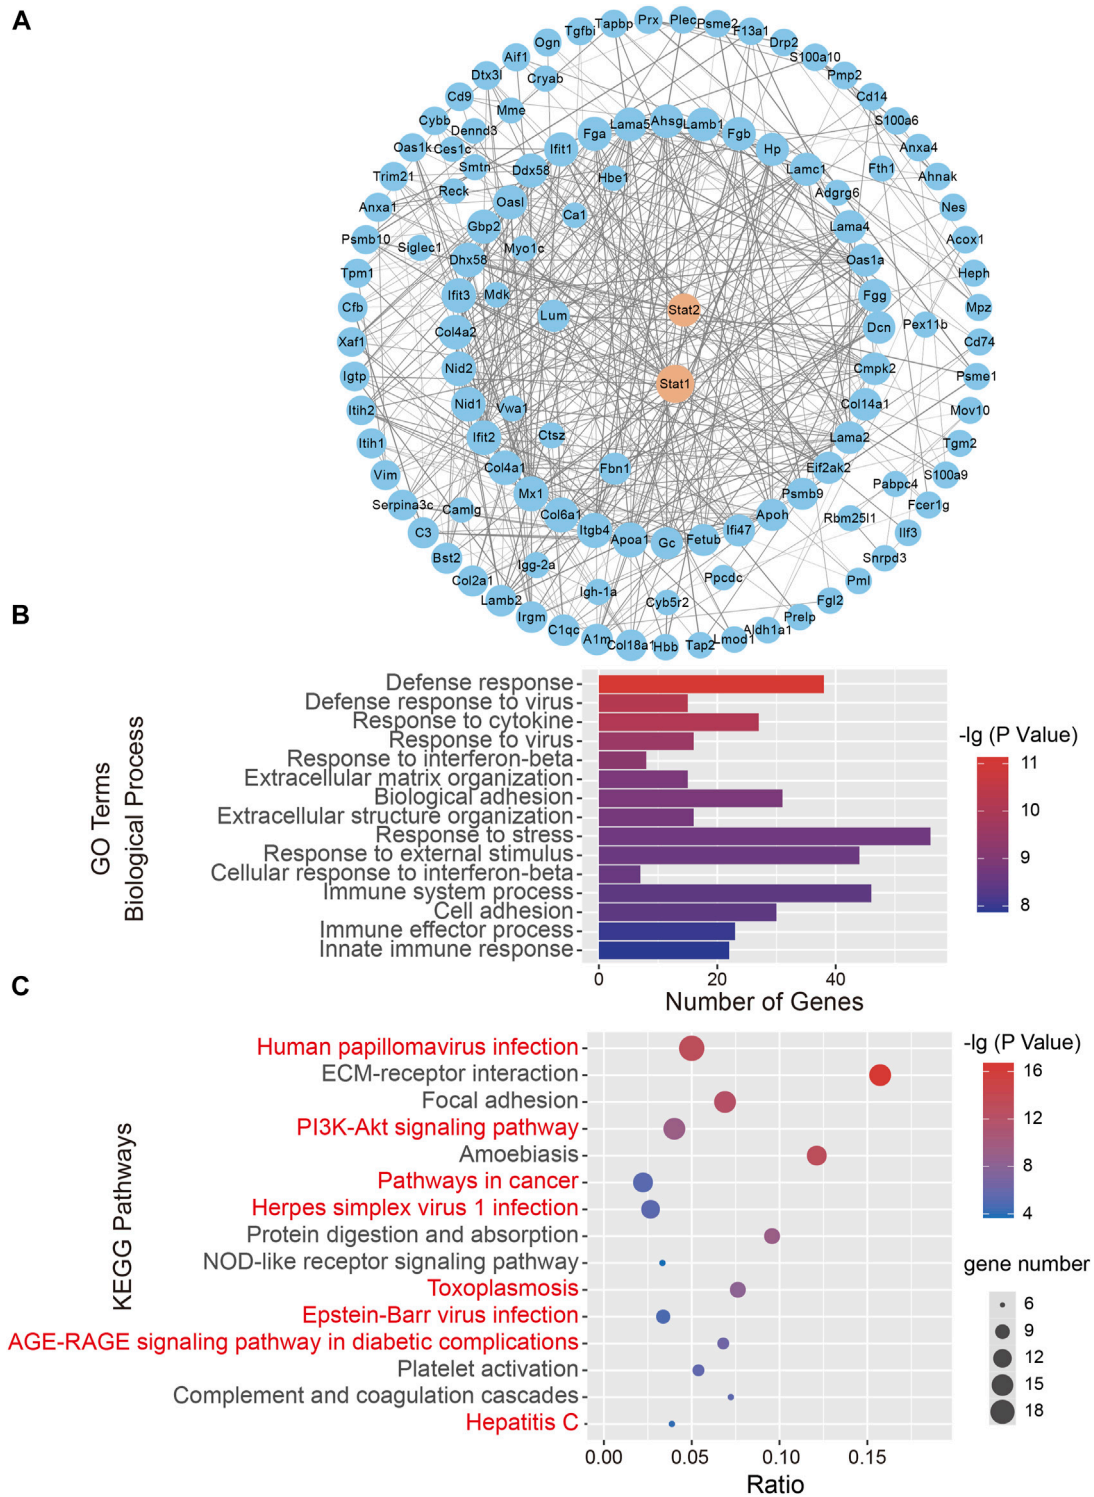 A
Tgfbi
Tapbp
Prx
Plec
Psme2
F13a1
Drp2
S100a10
Pmp2
Cd14
S100a6
Anxa4
Ahnak
Nes
Acox1
Heph
Mpz
Cd74
Psme1
Mov10
Tgm2
S100a9
Fcer1g
Ilf3
Snrpd3
Pml
Fgl2
Prelp
Aldh1a1
Lmod1
Tap2
Hbb
Col18a1
A1m
C1qc
Irgm
Lamb2
Col2a1
Bst2
C3
Serpina3c
Vim
Itih1
Itih2
Igtp
Xaf1
Cfb
Tpm1
Psmb10
Anxa1
Trim21
Oas1k
Cybb
Cd9
Dtx3l
Aif1
Ogn
Cryab
Mme
Dennd3
Ces1c
Smtn
Reck
Siglec1
Myo1c
Mdk
Lum
Ca1
Hbe1
Fth1
Adgrg6
Pex11b
Pabpc4
Rbm25l1
Ppcdc
Cyb5r2
Igh-1a
Igg-2a
Camlg
Vwa1
Ctsz
Fbn1
Stat2
Stat1
Lama5
Ahsg
Lamb1
Fgb
Hp
Lamc1
Lama4
Oas1a
Fgg
Dcn
Cmpk2
Col14a1
Lama2
Eif2ak2
Psmb9
Apoh
Ifi47
Fetub
Gc
Apoa1
Itgb4
Col6a1
Mx1
Col4a1
Ifit2
Nid1
Nid2
Col4a2
Ifit3
Dhx58
Gbp2
Oasl
Ddx58
Ifit1
Fga
B
GO Terms
Biological Process
Defense response
Defense response to virus
Response to cytokine
Response to virus
Response to interferon-beta
Extracellular matrix organization
Biological adhesion
Extracellular structure organization
Response to stress
Response to external stimulus
Cellular response to interferon-beta
Immune system process
Cell adhesion
Immune effector process
Innate immune response
0 20 40
Number of Genes
-lg (P Value)
11
10
9
8
C
KEGG Pathways
Human papillomavirus infection
ECM-receptor interaction
Focal adhesion
PI3K-Akt signaling pathway
Amoebiasis
Pathways in cancer
Herpes simplex virus 1 infection
Protein digestion and absorption
NOD-like receptor signaling pathway
Toxoplasmosis
Epstein-Barr virus infection
AGE-RAGE signaling pathway in diabetic complications
Platelet activation
Complement and coagulation cascades
Hepatitis C
0.00 0.05 0.10 0.15
Ratio
-lg (P Value)
16
12
8
4
gene number
6
9
12
15
18